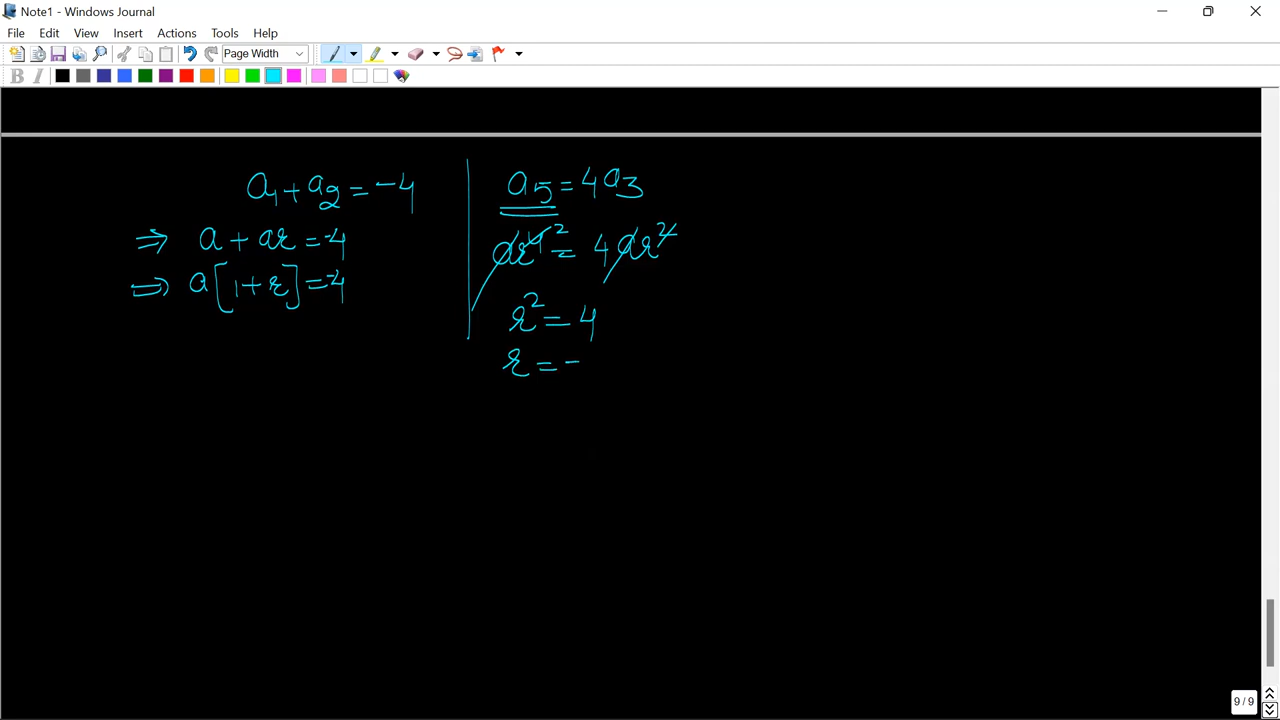 Note1 - Windows Journal
File Edit View Insert Actions Tools Help
Page Width
B I
a₁ + a₂ = -4
⇒ a + ar = -4
⇒ a[1 + r] = -4
a₅ = 4a₃
ar⁴ ² = 4ar²
r² = 4
r = -
9 / 9